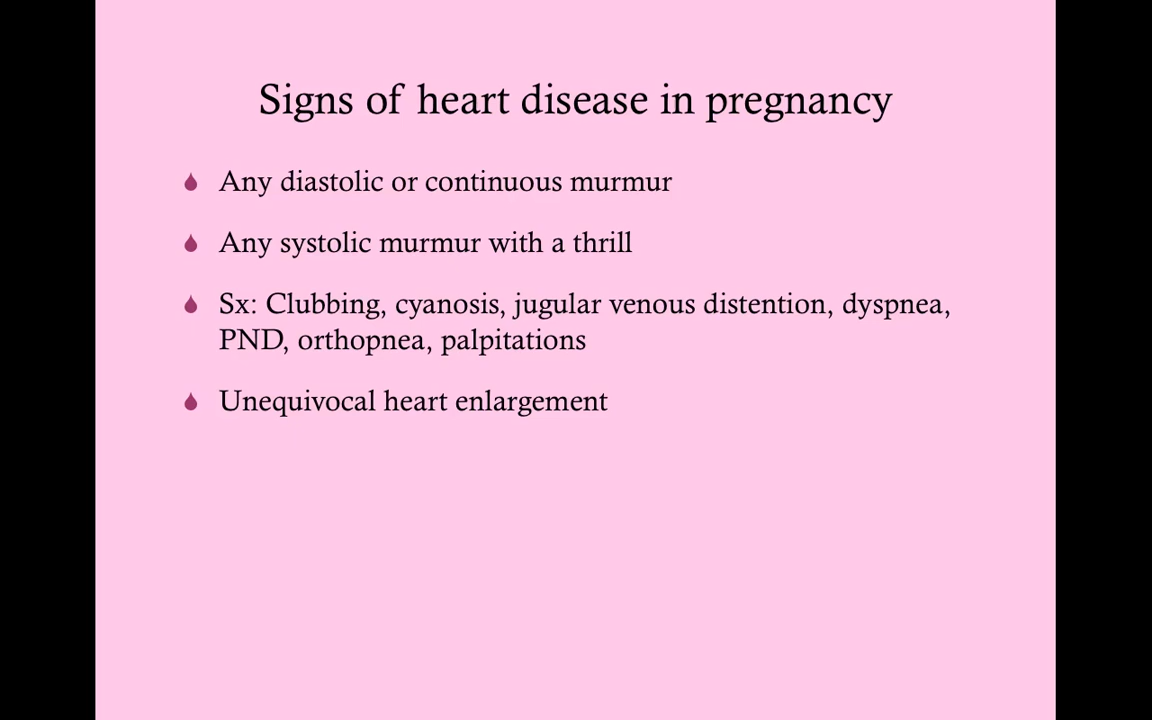 Signs of heart disease in pregnancy
Any diastolic or continuous murmur
Any systolic murmur with a thrill
Sx: Clubbing, cyanosis, jugular venous distention, dyspnea,
PND, orthopnea, palpitations
Unequivocal heart enlargement